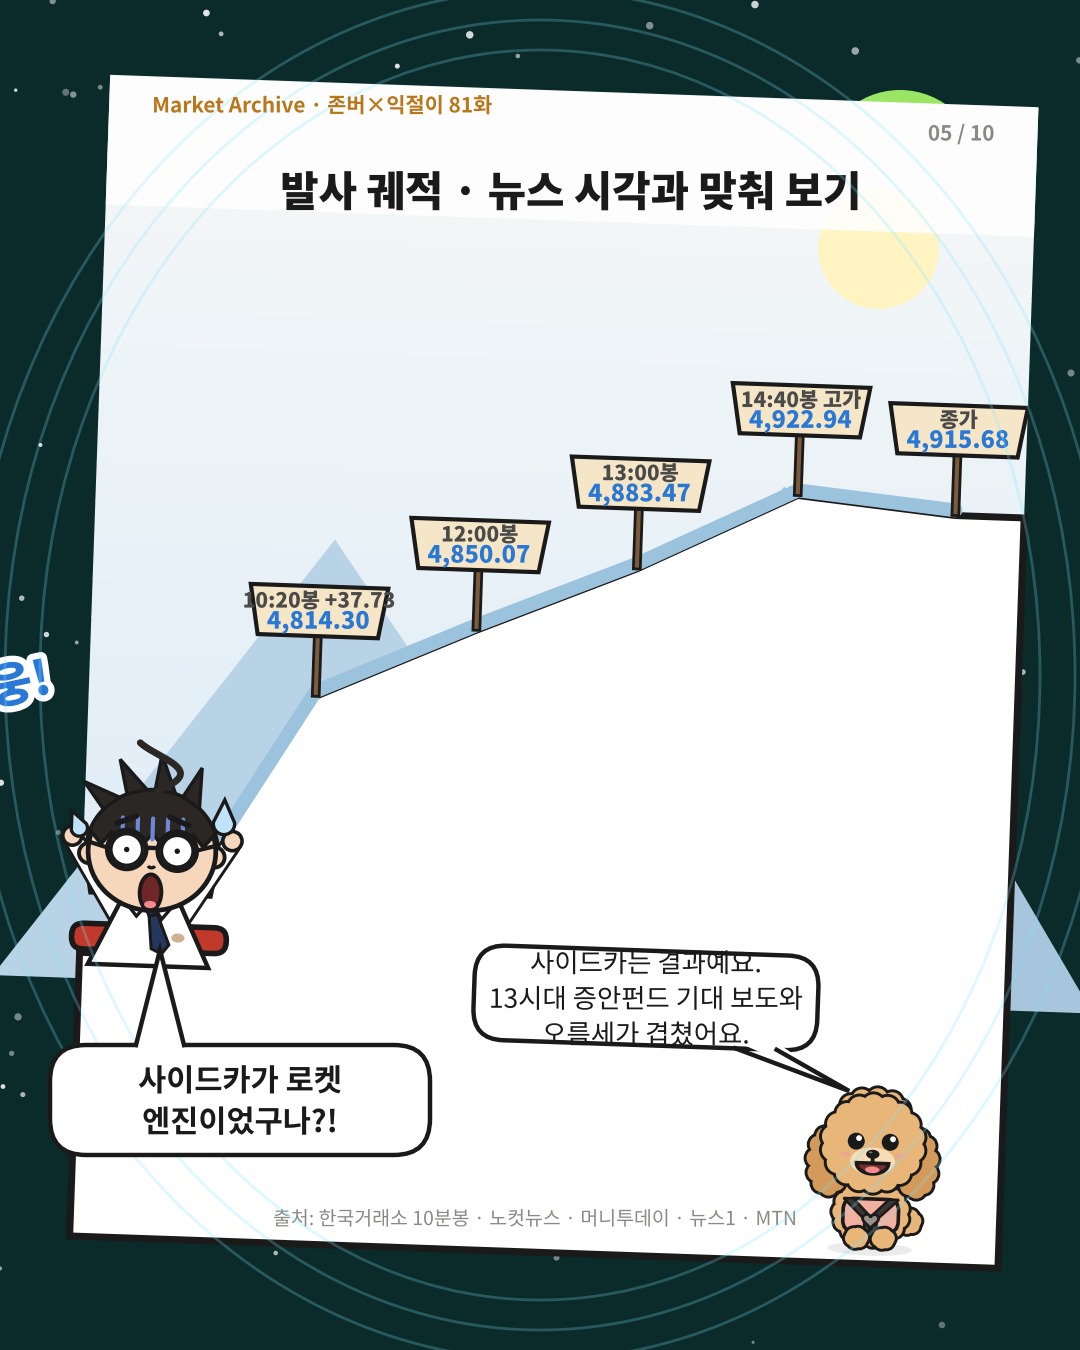 Market Archive · 존버×익절이 81화
05 / 10
발사 궤적 · 뉴스 시각과 맞춰 보기
14:40봉 고가
4,922.94
종가
4,915.68
13:00봉
4,883.47
12:00봉
4,850.07
10:20봉 +37.73
4,814.30
웅!
사이드카는 결과예요.
13시대 증안펀드 기대 보도와
오름세가 겹쳤어요.
사이드카가 로켓
엔진이었구나?!
출처: 한국거래소 10분봉 · 노컷뉴스 · 머니투데이 · 뉴스1 · MTN